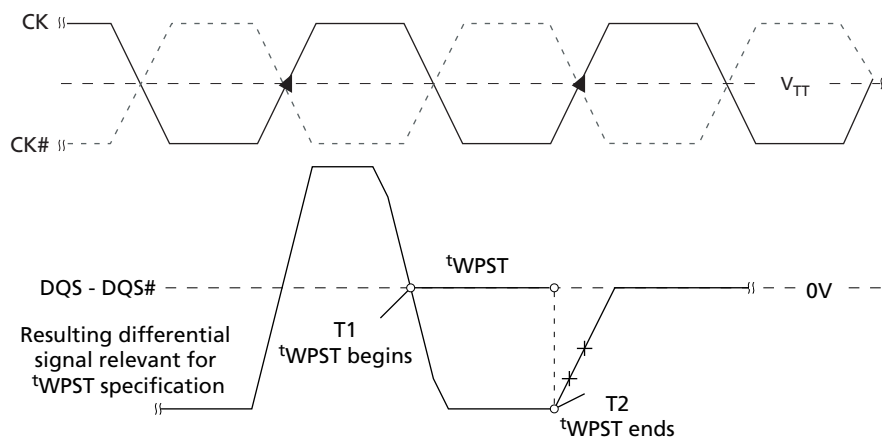 CK
V_TT
CK#
tWPST
DQS - DQS#
0V
Resulting differential
signal relevant for
tWPST specification
T1
tWPST begins
T2
tWPST ends